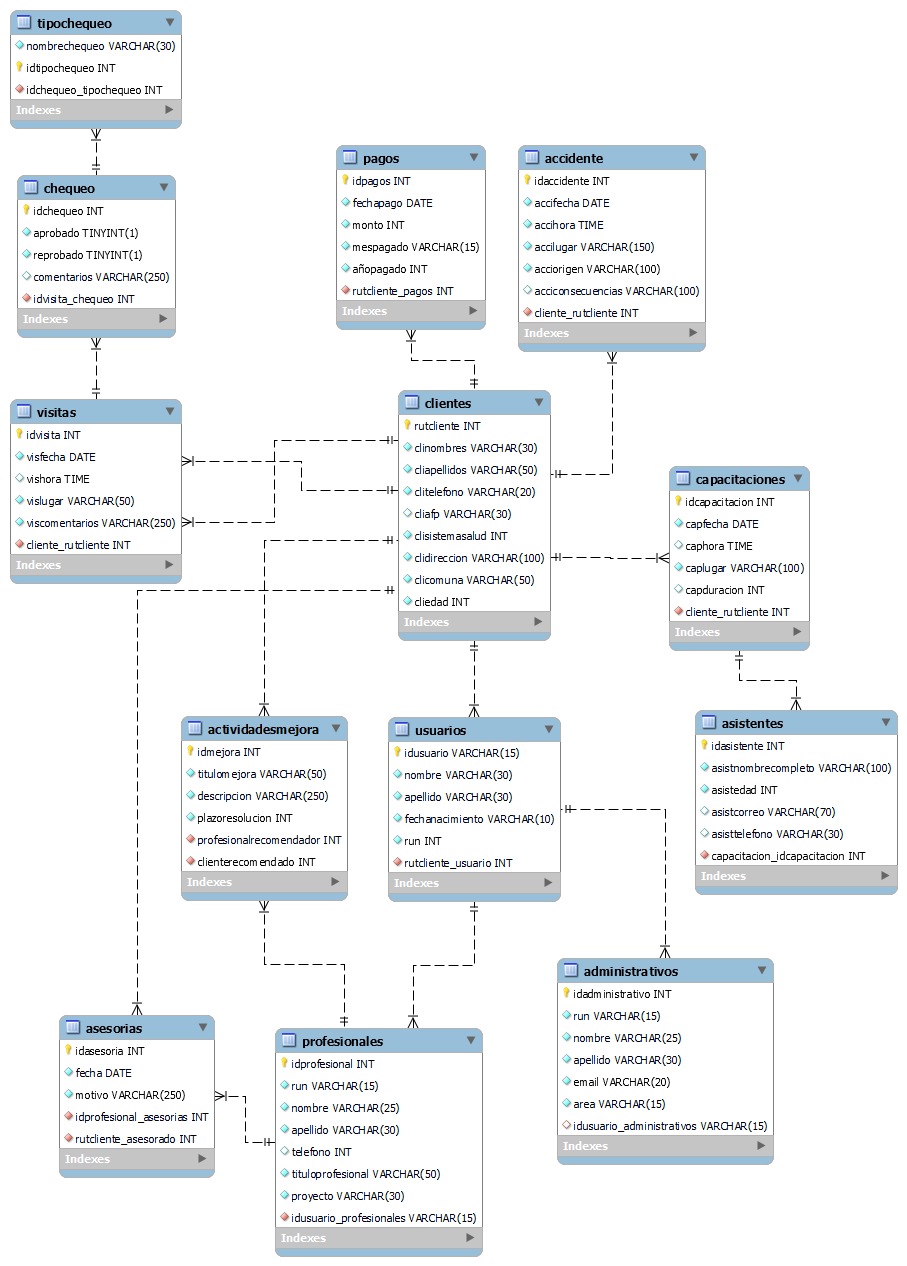 tipochequeo
nombrechequeo VARCHAR(30)
idtipochequeo INT
idchequeo_tipochequeo INT
Indexes
chequeo
idchequeo INT
aprobado TINYINT(1)
reprobado TINYINT(1)
comentarios VARCHAR(250)
idvisita_chequeo INT
Indexes
pagos
idpagos INT
fechapago DATE
monto INT
mespagado VARCHAR(15)
añopagado INT
rutcliente_pagos INT
Indexes
accidente
idaccidente INT
accifecha DATE
accihora TIME
accilugar VARCHAR(150)
acciorigen VARCHAR(100)
acciconsecuencias VARCHAR(100)
cliente_rutcliente INT
Indexes
visitas
idvisita INT
visfecha DATE
vishora TIME
vislugar VARCHAR(50)
viscomentarios VARCHAR(250)
cliente_rutcliente INT
Indexes
clientes
rutcliente INT
clinombres VARCHAR(30)
cliapellidos VARCHAR(50)
clitelefono VARCHAR(20)
cliafp VARCHAR(30)
clisistemasalud INT
clidireccion VARCHAR(100)
clicomuna VARCHAR(50)
cliedad INT
Indexes
capacitaciones
idcapacitacion INT
capfecha DATE
caphora TIME
caplugar VARCHAR(100)
capduracion INT
cliente_rutcliente INT
Indexes
actividadesmejora
idmejora INT
titulomejora VARCHAR(50)
descripcion VARCHAR(250)
plazoresolucion INT
profesionalrecomendador INT
clienterecomendado INT
Indexes
usuarios
idusuario VARCHAR(15)
nombre VARCHAR(30)
apellido VARCHAR(30)
fechanacimiento VARCHAR(10)
run INT
rutcliente_usuario INT
Indexes
asistentes
idasistente INT
asistnombrecompleto VARCHAR(100)
asistedad INT
asistcorreo VARCHAR(70)
asisttelefono VARCHAR(30)
capacitacion_idcapacitacion INT
Indexes
administrativos
idadministrativo INT
run VARCHAR(15)
nombre VARCHAR(25)
apellido VARCHAR(30)
email VARCHAR(20)
area VARCHAR(15)
idusuario_administrativos VARCHAR(15)
Indexes
asesorias
idasesoria INT
fecha DATE
motivo VARCHAR(250)
idprofesional_asesorias INT
rutcliente_asesorado INT
Indexes
profesionales
idprofesional INT
run VARCHAR(15)
nombre VARCHAR(25)
apellido VARCHAR(30)
telefono INT
tituloprofesional VARCHAR(50)
proyecto VARCHAR(30)
idusuario_profesionales VARCHAR(15)
Indexes